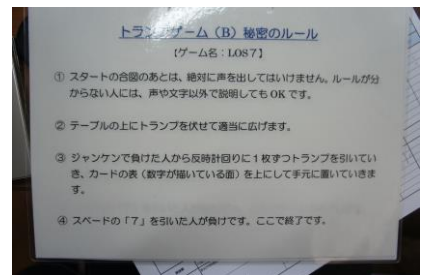 トランプゲーム（B）秘密のルール
【ゲーム名：LOS７】
① スタートの合図のあとは、絶対に声を出してはいけません。ルールが分
からない人には、声や文字以外で説明してもOKです。
② テーブルの上にトランプを伏せて適当に広げます。
③ ジャンケンで負けた人から反時計回りに１枚ずつトランプを引いてい
き、カードの表（数字が描いている面）を上にして手元に置いていきま
す。
④ スペードの「7」を引いた人が負けです。ここで終了です。